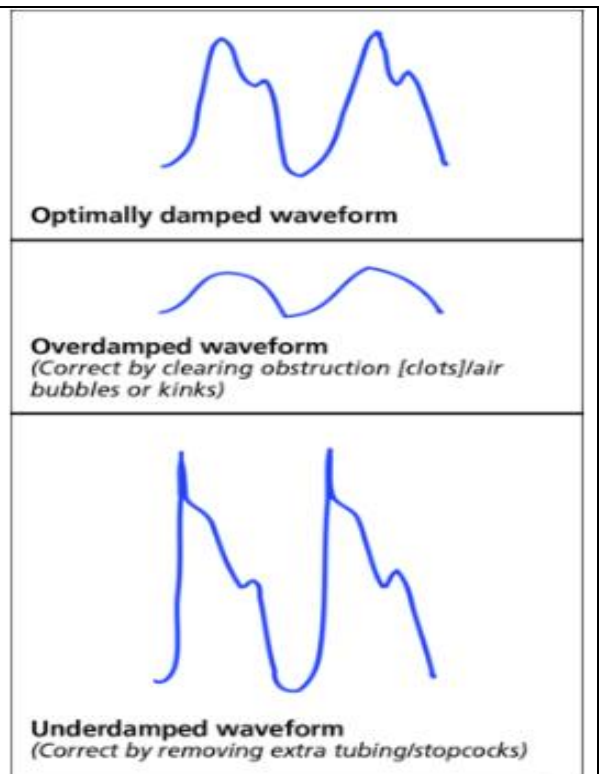 Optimally damped waveform
Overdamped waveform
(Correct by clearing obstruction [clots]/air
bubbles or kinks)
Underdamped waveform
(Correct by removing extra tubing/stopcocks)